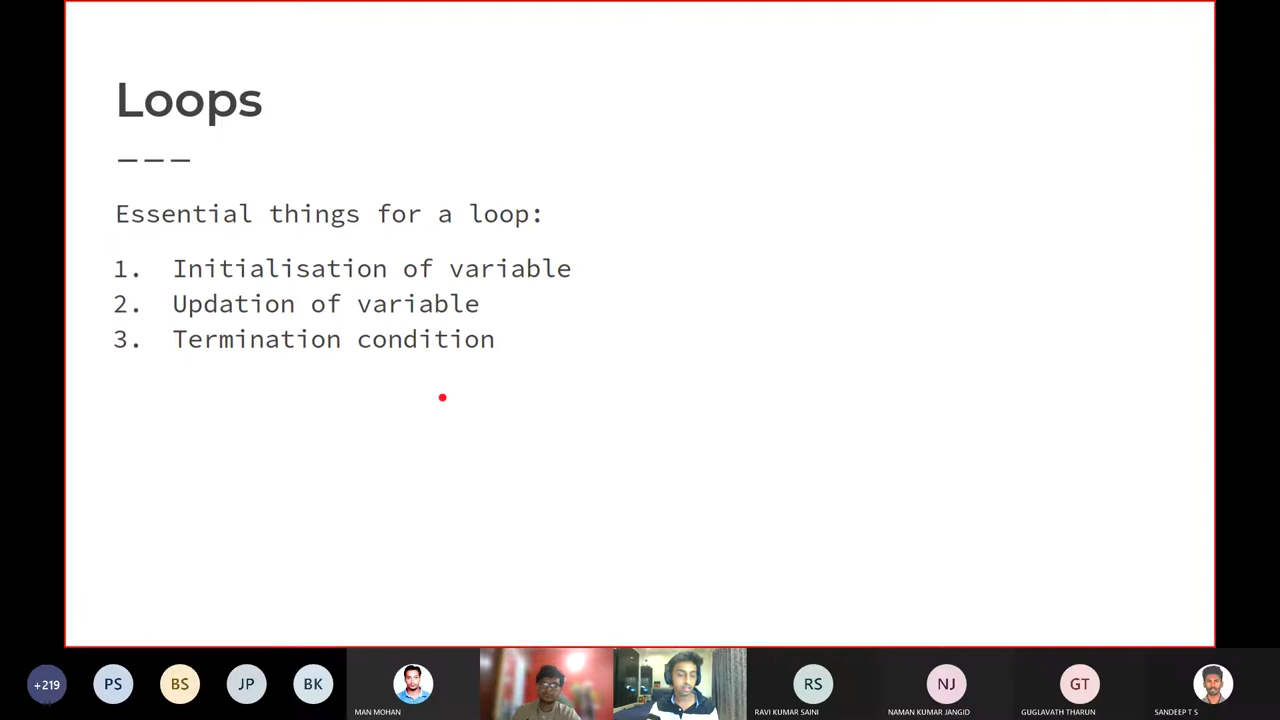 Loops
———
Essential things for a loop:
1. Initialisation of variable
2. Updation of variable
3. Termination condition
+219
PS
BS
JP
BK
MAN MOHAN
RS
RAVI KUMAR SAINI
NJ
NAMAN KUMAR JANGID
GT
GUGLAVATH THARUN
SANDEEP T S